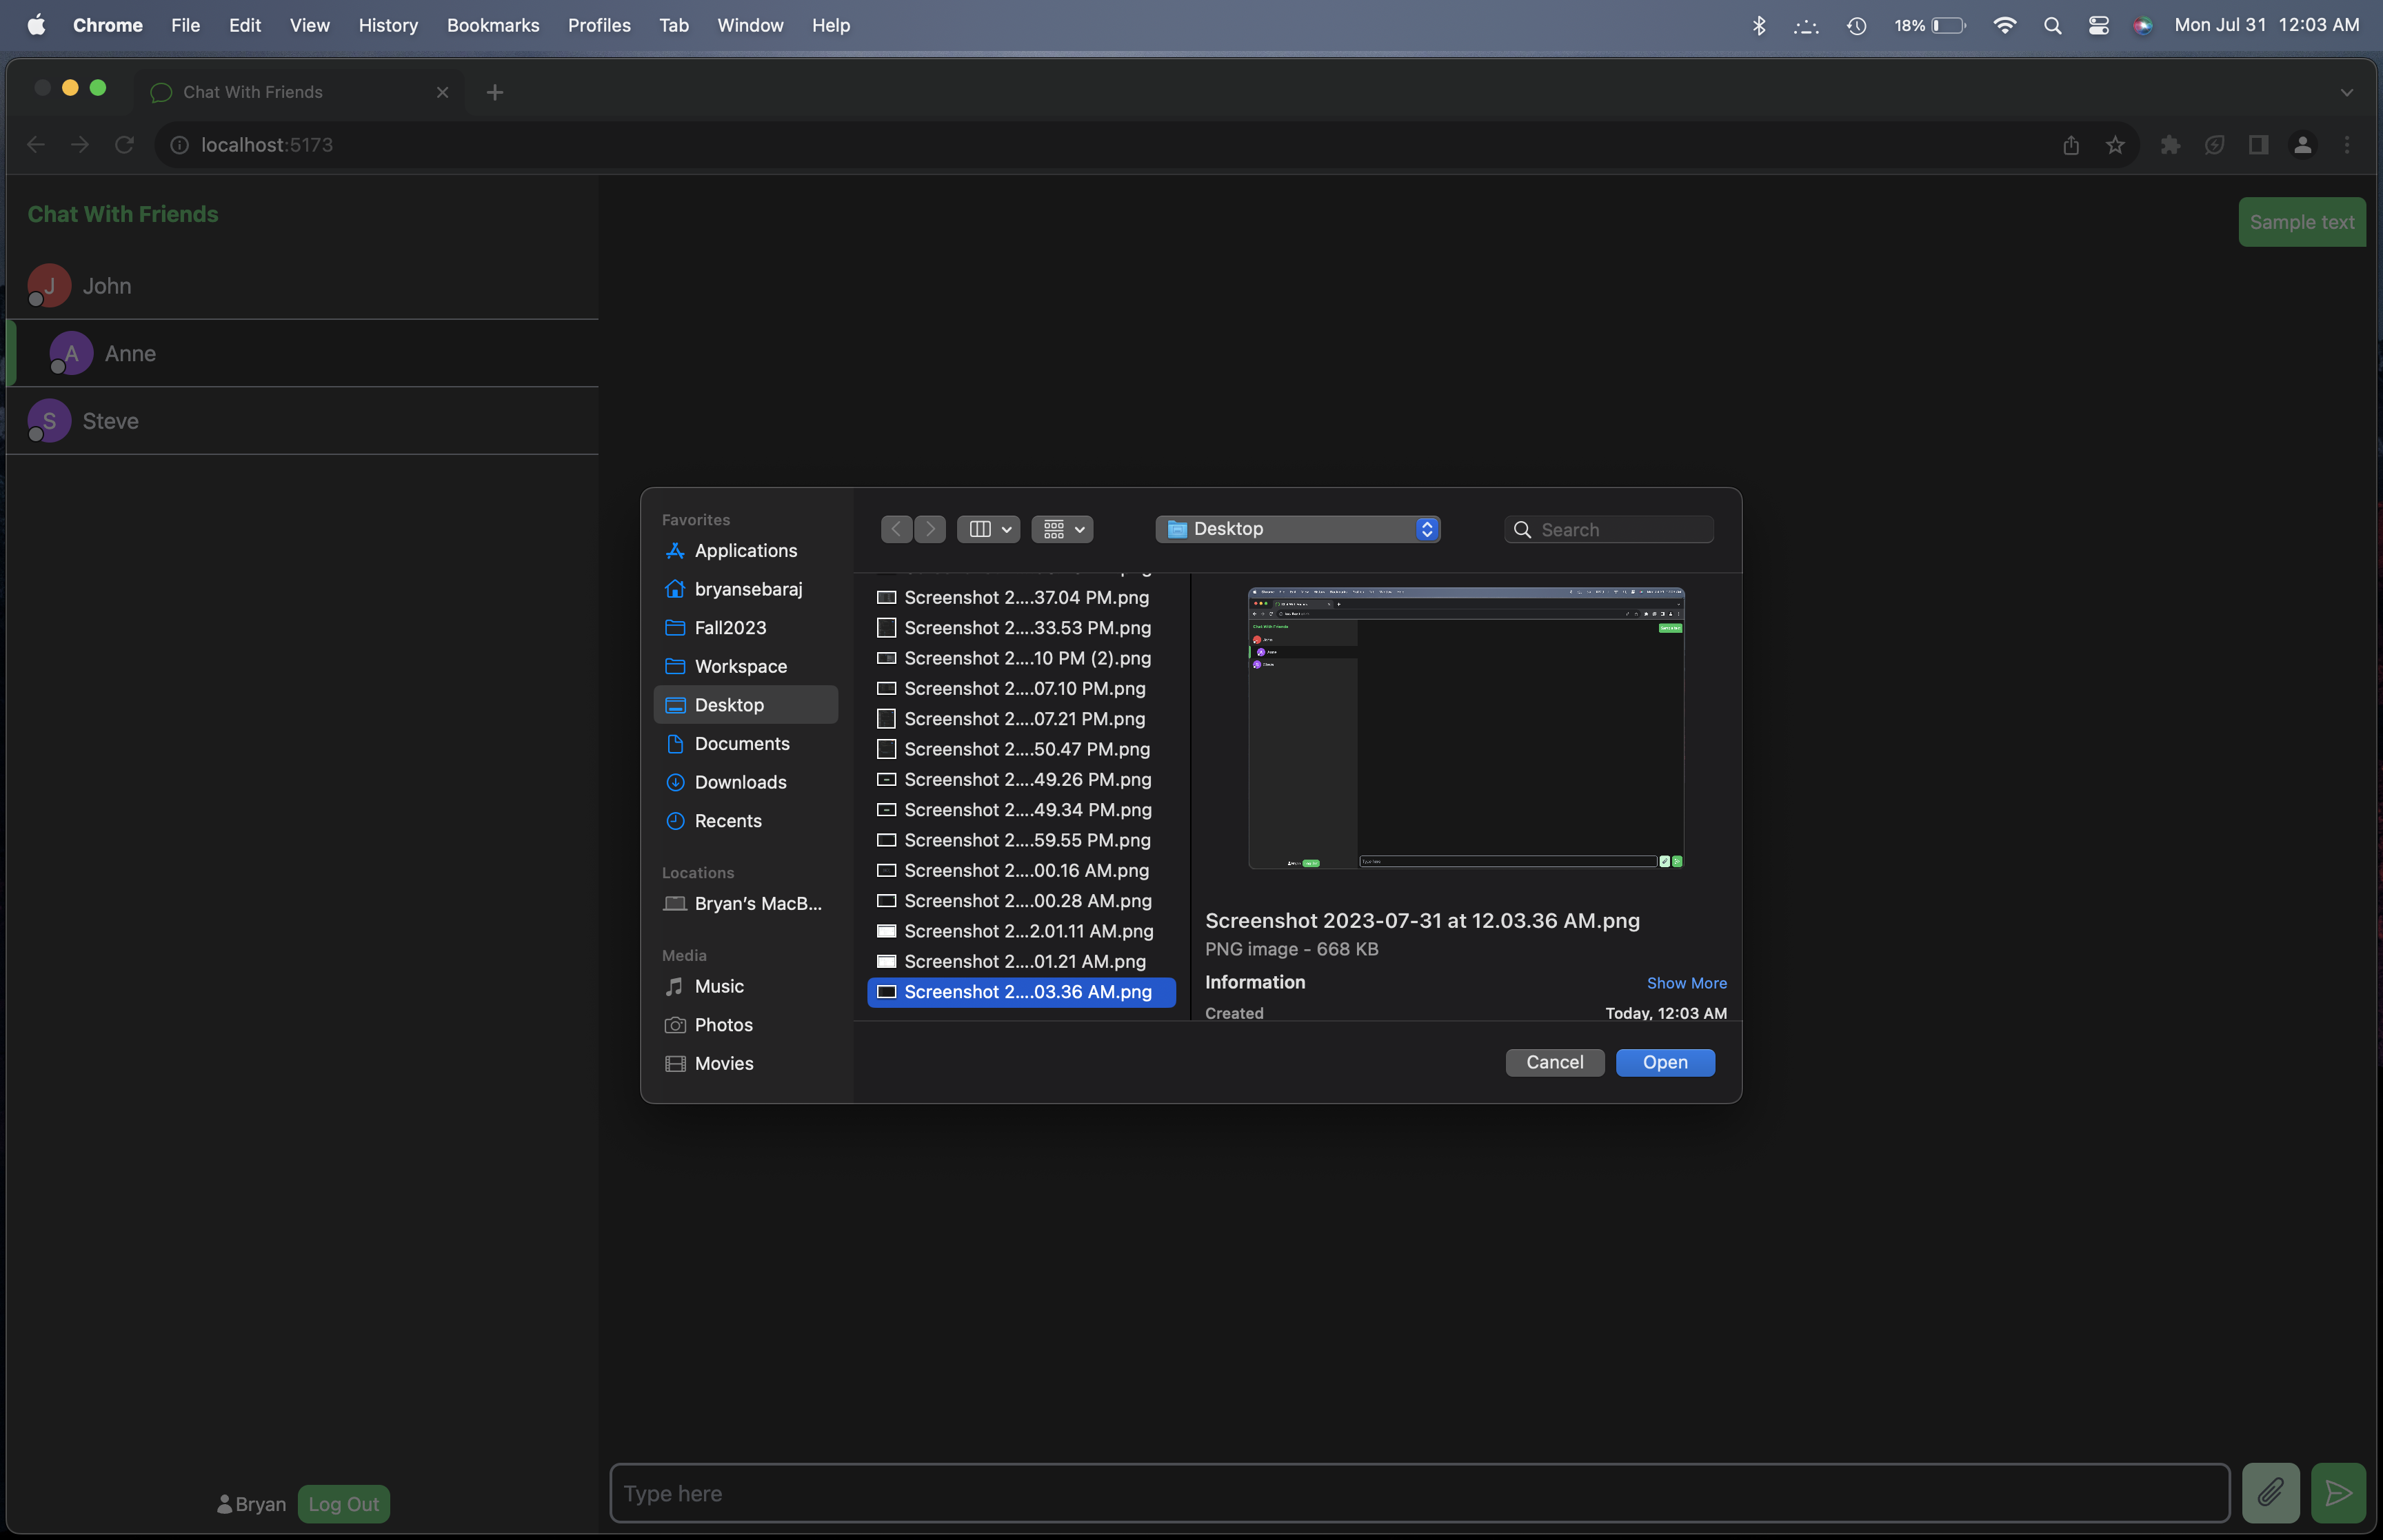 Chrome File Edit View History Bookmarks Profiles Tab Window Help 18% Mon Jul 31 12:03 AM
Chat With Friends
localhost:5173
Chat With Friends
Sample text
J John
A Anne
S Steve
Favorites
Applications
bryansebaraj
Fall2023
Workspace
Desktop
Documents
Downloads
Recents
Locations
Bryan's MacB...
Media
Music
Photos
Movies
Desktop
Search
Screenshot 2....37.04 PM.png
Screenshot 2....33.53 PM.png
Screenshot 2....10 PM (2).png
Screenshot 2....07.10 PM.png
Screenshot 2....07.21 PM.png
Screenshot 2....50.47 PM.png
Screenshot 2....49.26 PM.png
Screenshot 2....49.34 PM.png
Screenshot 2....59.55 PM.png
Screenshot 2....00.16 AM.png
Screenshot 2....00.28 AM.png
Screenshot 2...2.01.11 AM.png
Screenshot 2....01.21 AM.png
Screenshot 2....03.36 AM.png
Screenshot 2023-07-31 at 12.03.36 AM.png
PNG image - 668 KB
Information Show More
Created Today, 12:03 AM
Cancel Open
Bryan Log Out
Type here